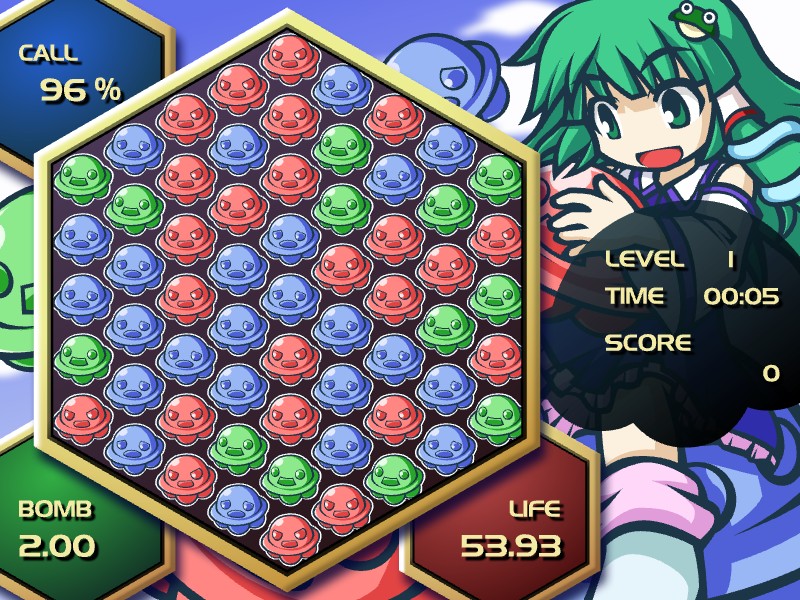 CALL
96 %
LEVEL 1
TIME 00:05
SCORE
0
BOMB
2.00
LIFE
53.93